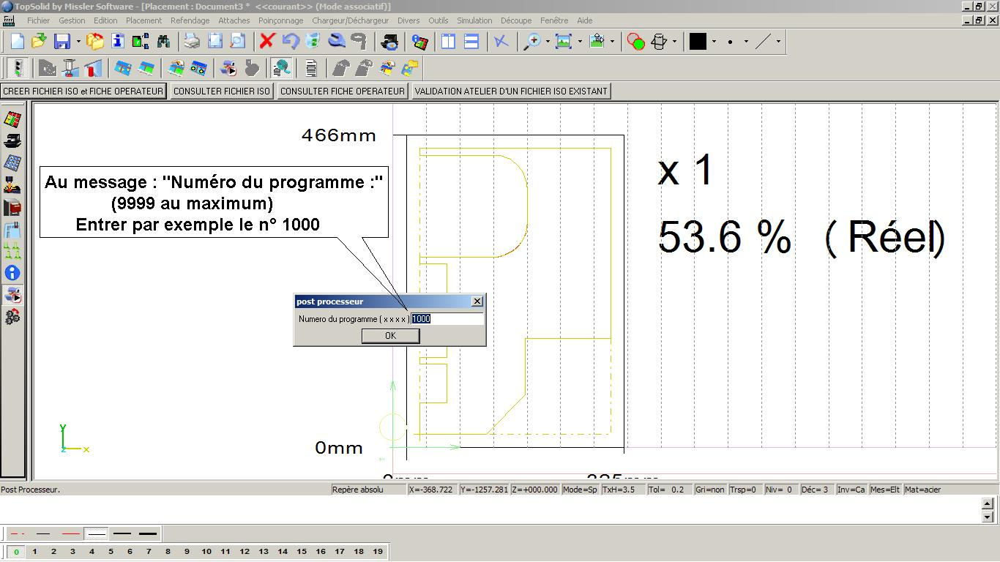 TopSolid by Missler Software - [Placement : Document3 *  <<courant>> (Mode associatif)]
Fichier Gestion Edition Placement Refendage Attaches Poinçonnage Chargeur/Déchargeur Divers Outils Simulation Découpe Fenêtre Aide
CREER FICHIER ISO et FICHE OPERATEUR CONSULTER FICHIER ISO CONSULTER FICHE OPERATEUR VALIDATION ATELIER D'UN FICHIER ISO EXISTANT
466mm
x 1
Au message : "Numéro du programme :"
(9999 au maximum)
Entrer par exemple le n° 1000
53.6 % ( Réel)
post processeur
Numero du programme ( x x x x ) 1000
OK
y
z x
0mm
Post Processeur. Repère absolu X=-368.722 Y=-1257.281 Z=+000.000 Mode=Sp TxH=3.5 Tol= 0.2 Gri=non Trsp=0 Niv= 0 Déc= 3 Inv=Ca Mes=Elt Mat=acier
0 1 2 3 4 5 6 7 8 9 10 11 12 13 14 15 16 17 18 19